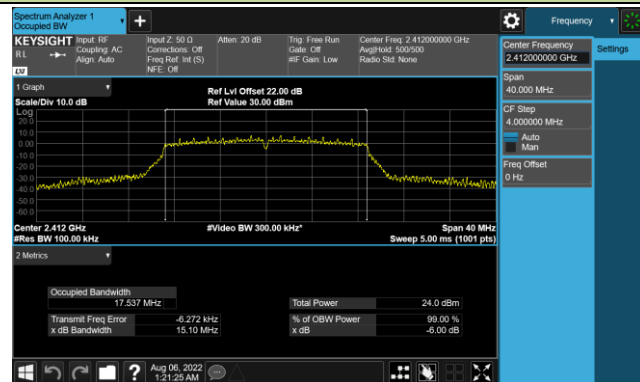 Spectrum Analyzer 1
Occupied BW
Frequency
KEYSIGHT
RL
Input: RF
Coupling: AC
Align: Auto
Input Z: 50 Ω
Corrections: Off
Freq Ref: Int (S)
NFE: Off
Atten: 20 dB
Trig: Free Run
Gate: Off
#IF Gain: Low
Center Freq: 2.412000000 GHz
Avg|Hold: 500/500
Radio Std: None
LXI
Center Frequency
2.412000000 GHz
Settings
Span
40.000 MHz
CF Step
4.000000 MHz
Auto
Man
Freq Offset
0 Hz
1 Graph
Scale/Div 10.0 dB
Ref Lvl Offset 22.00 dB
Ref Value 30.00 dBm
Log
20.0
10.0
0.00
-10.0
-20.0
-30.0
-40.0
-50.0
-60.0
Center 2.412 GHz
#Res BW 100.00 kHz
#Video BW 300.00 kHz*
Span 40 MHz
Sweep 5.00 ms (1001 pts)
2 Metrics
Occupied Bandwidth
17.537 MHz
Total Power 24.0 dBm
Transmit Freq Error -6.272 kHz
% of OBW Power 99.00 %
x dB Bandwidth 15.10 MHz
x dB -6.00 dB
?
Aug 06, 2022
1:21:25 AM